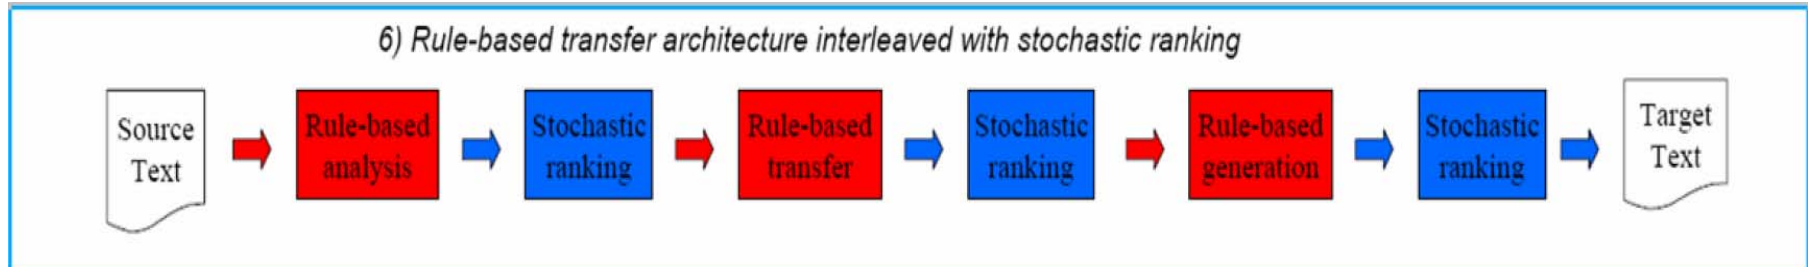 6) Rule-based transfer architecture interleaved with stochastic ranking
Source
Text
Rule-based
analysis
Stochastic
ranking
Rule-based
transfer
Stochastic
ranking
Rule-based
generation
Stochastic
ranking
Target
Text